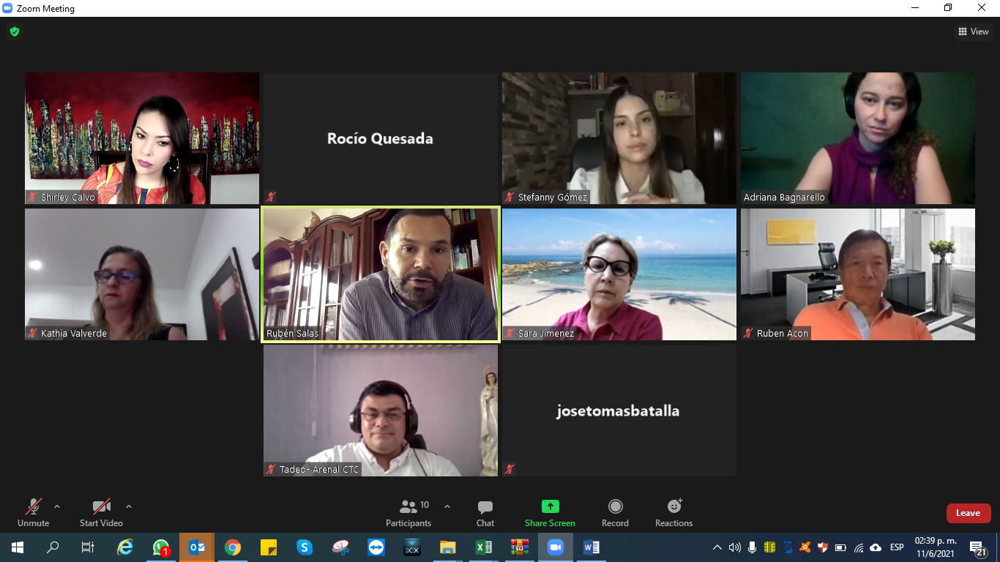 Zoom Meeting
View
Rocío Quesada
Shirley Calvo
Stefanny Gómez
Adriana Bagnarello
Kathia Valverde
Rubén Salas
Sara Jimenez
Ruben Acon
josetomasbatalla
Tadeo- Arenal CTC
10
Unmute
Start Video
Participants
Chat
Share Screen
Record
Reactions
Leave
1
3CX
ESP
02:39 p. m.
11/6/2021
21